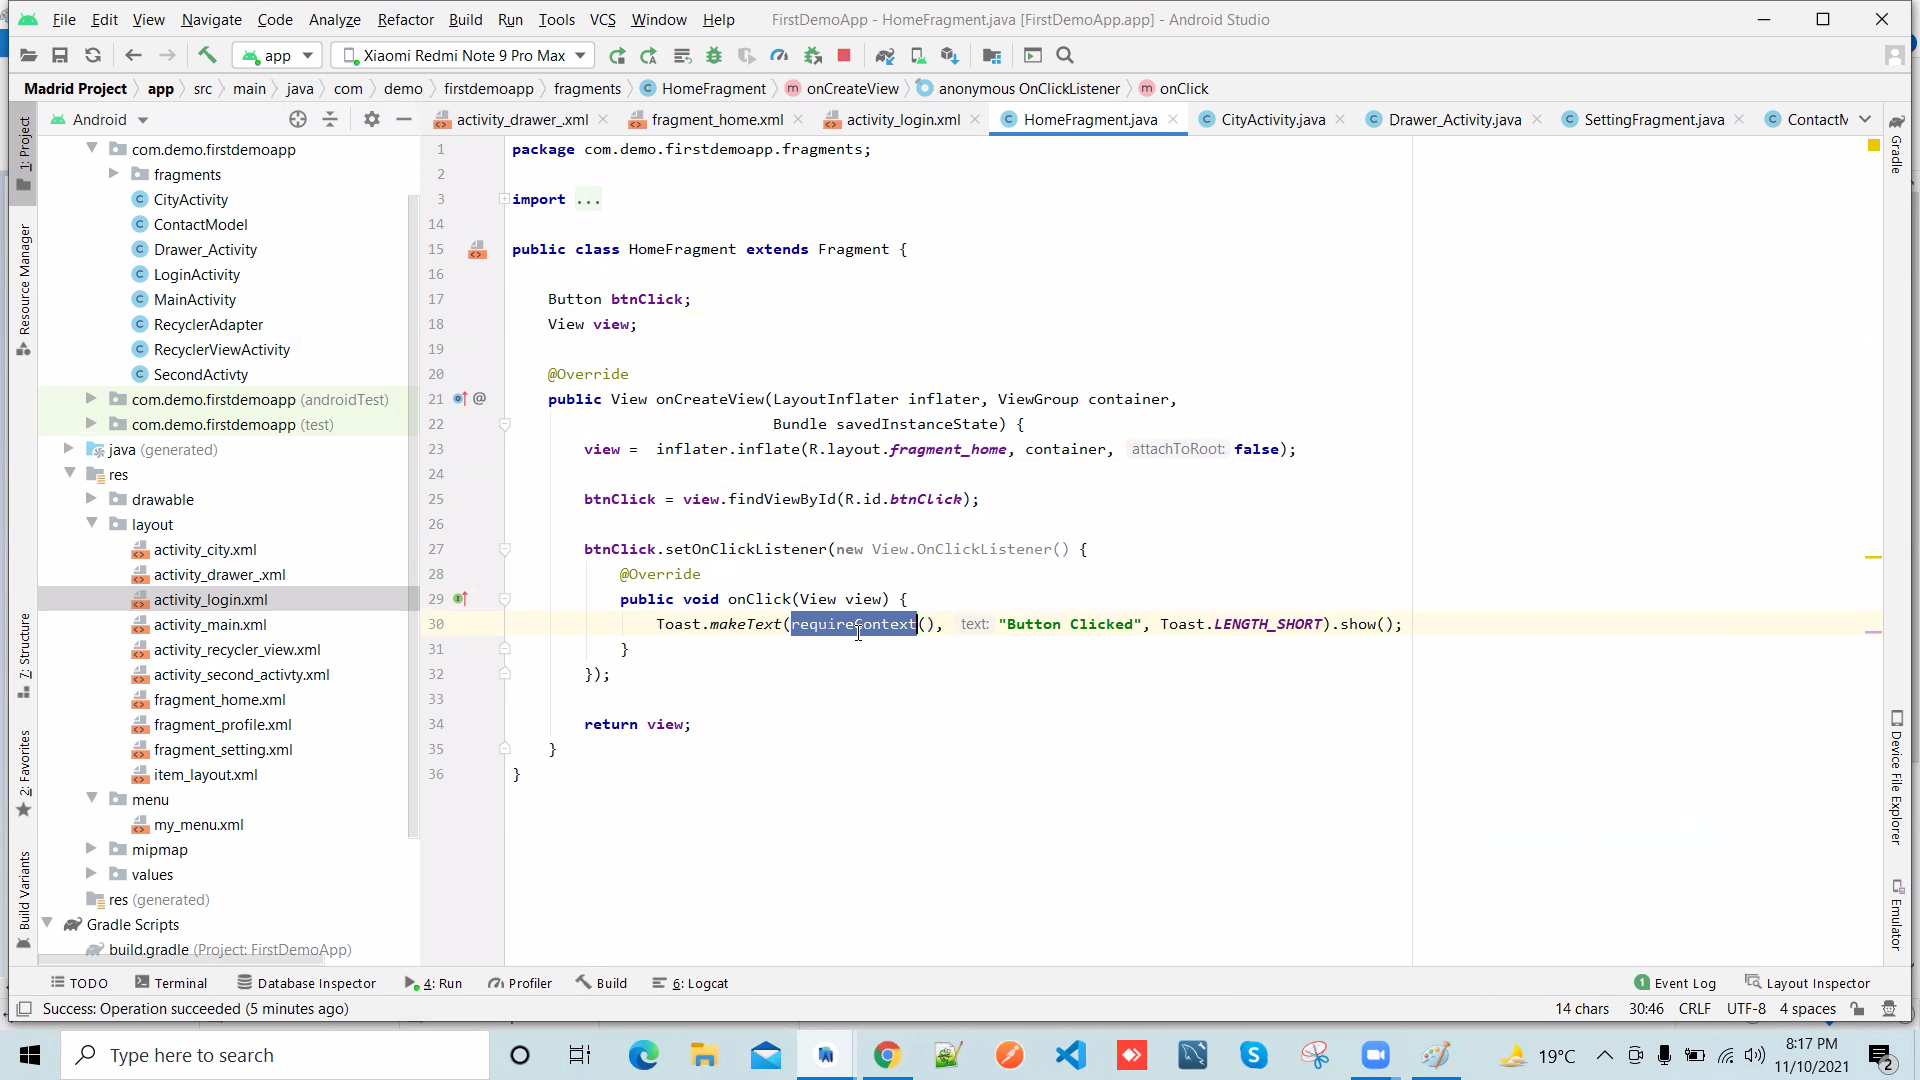 File Edit View Navigate Code Analyze Refactor Build Run Tools VCS Window Help FirstDemoApp - HomeFragment.java [FirstDemoApp.app] - Android Studio
app Xiaomi Redmi Note 9 Pro Max
Madrid Project app src main java com demo firstdemoapp fragments HomeFragment onCreateView anonymous OnClickListener onClick
Android
activity_drawer_.xml fragment_home.xml activity_login.xml HomeFragment.java CityActivity.java Drawer_Activity.java SettingFragment.java ContactM
1: Project
Resource Manager
7: Structure
2: Favorites
Build Variants
com.demo.firstdemoapp
fragments
CityActivity
ContactModel
Drawer_Activity
LoginActivity
MainActivity
RecyclerAdapter
RecyclerViewActivity
SecondActivty
com.demo.firstdemoapp (androidTest)
com.demo.firstdemoapp (test)
java (generated)
res
drawable
layout
activity_city.xml
activity_drawer_.xml
activity_login.xml
activity_main.xml
activity_recycler_view.xml
activity_second_activty.xml
fragment_home.xml
fragment_profile.xml
fragment_setting.xml
item_layout.xml
menu
my_menu.xml
mipmap
values
res (generated)
Gradle Scripts
build.gradle (Project: FirstDemoApp)
1 package com.demo.firstdemoapp.fragments;
2
3 import ...
14
15 public class HomeFragment extends Fragment {
16
17 Button btnClick;
18 View view;
19
20 @Override
21 @ public View onCreateView(LayoutInflater inflater, ViewGroup container,
22 Bundle savedInstanceState) {
23 view = inflater.inflate(R.layout.fragment_home, container, attachToRoot: false);
24
25 btnClick = view.findViewById(R.id.btnClick);
26
27 btnClick.setOnClickListener(new View.OnClickListener() {
28 @Override
29 public void onClick(View view) {
30 Toast.makeText(requireContext(), text: "Button Clicked", Toast.LENGTH_SHORT).show();
31 }
32 });
33
34 return view;
35 }
36 }
Gradle
Device File Explorer
Emulator
TODO Terminal Database Inspector 4: Run Profiler Build 6: Logcat 1 Event Log Layout Inspector
Success: Operation succeeded (5 minutes ago) 14 chars 30:46 CRLF UTF-8 4 spaces
Type here to search 19°C 8:17 PM
11/10/2021 2